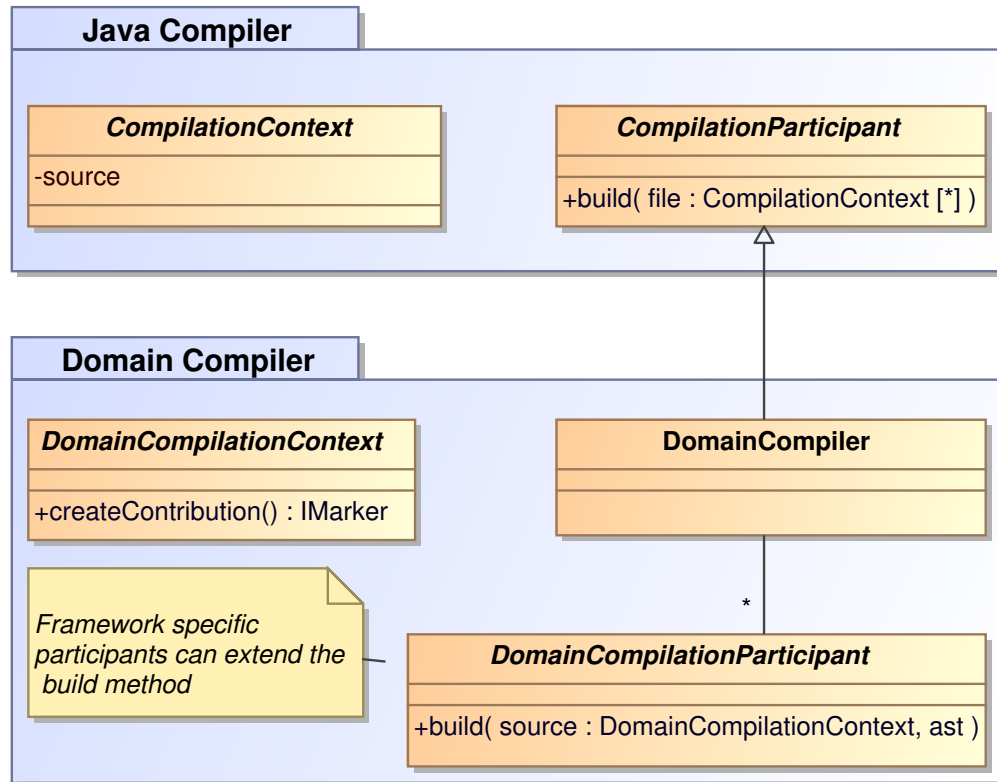 Java Compiler
CompilationContext
-source
CompilationParticipant
+build( file : CompilationContext [*] )
Domain Compiler
DomainCompilationContext
+createContribution() : IMarker
DomainCompiler
*
Framework specific
participants can extend the
build method
DomainCompilationParticipant
+build( source : DomainCompilationContext, ast )